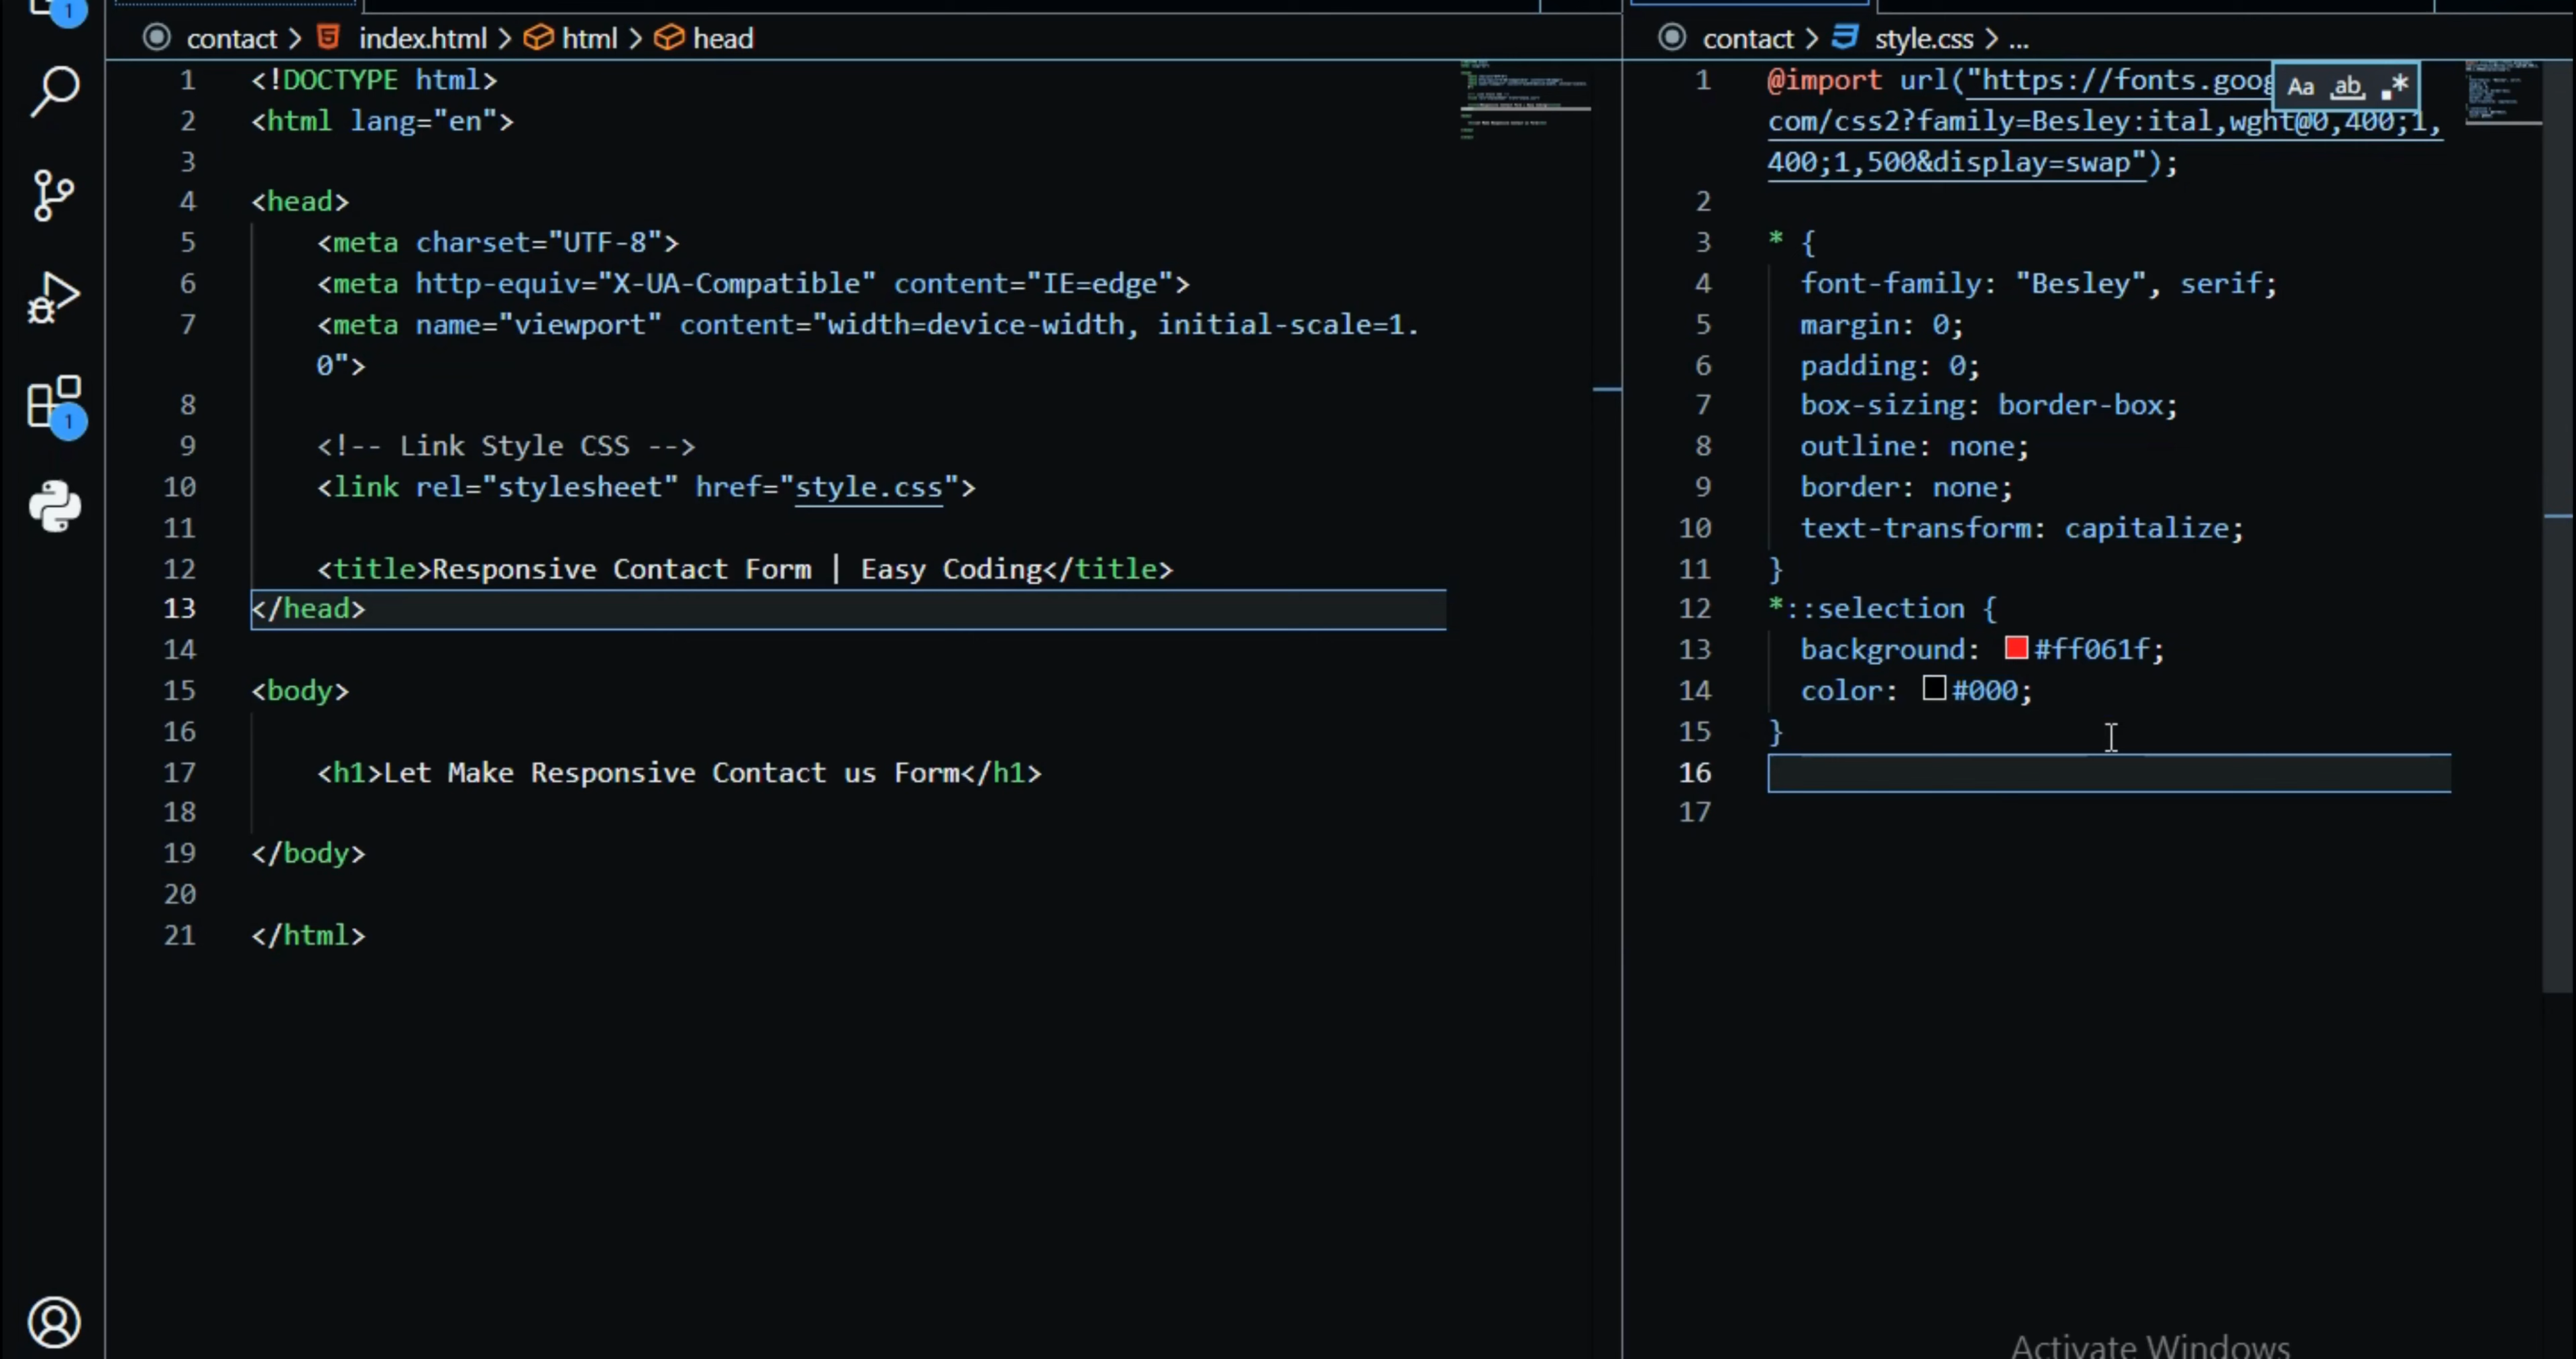 1
contact > index.html > html > head
1 <!DOCTYPE html>
2 <html lang="en">
3
4 <head>
5 <meta charset="UTF-8">
6 <meta http-equiv="X-UA-Compatible" content="IE=edge">
7 <meta name="viewport" content="width=device-width, initial-scale=1.
0">
8
9 <!-- Link Style CSS -->
10 <link rel="stylesheet" href="style.css">
11
12 <title>Responsive Contact Form | Easy Coding</title>
13 </head>
14
15 <body>
16
17 <h1>Let Make Responsive Contact us Form</h1>
18
19 </body>
20
21 </html>
1
contact > style.css > ...
1 @import url("https://fonts.goog
Aa ab .*
com/css2?family=Besley:ital,wght@0,400;1,
400;1,500&display=swap");
2
3 * {
4 font-family: "Besley", serif;
5 margin: 0;
6 padding: 0;
7 box-sizing: border-box;
8 outline: none;
9 border: none;
10 text-transform: capitalize;
11 }
12 *::selection {
13 background: #ff061f;
14 color: #000;
15 }
16
17
Activate Windows